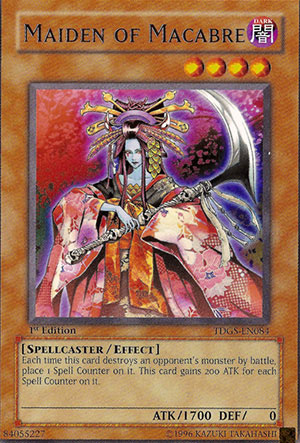 MAIDEN OF MACABRE
DARK
闇
1st Edition
TDGS-EN084
[SPELLCASTER / EFFECT]
Each time this card destroys an opponent's monster by battle,
place 1 Spell Counter on it. This card gains 200 ATK for each
Spell Counter on it.
ATK/1700 DEF/ 0
84055227
©1996 KAZUKI TAKAHASHI